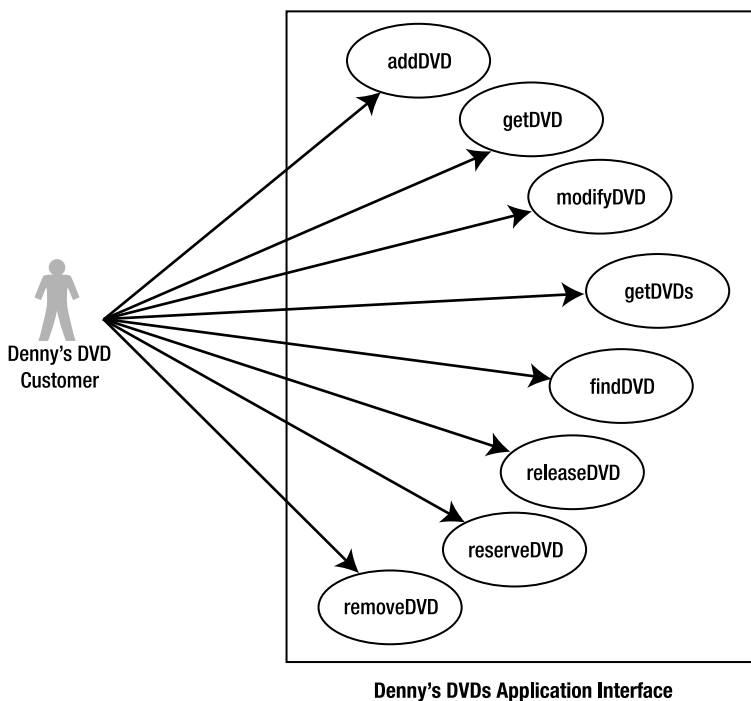 addDVD
getDVD
modifyDVD
getDVDs
Denny's DVD
Customer
findDVD
releaseDVD
reserveDVD
removeDVD
Denny's DVDs Application Interface